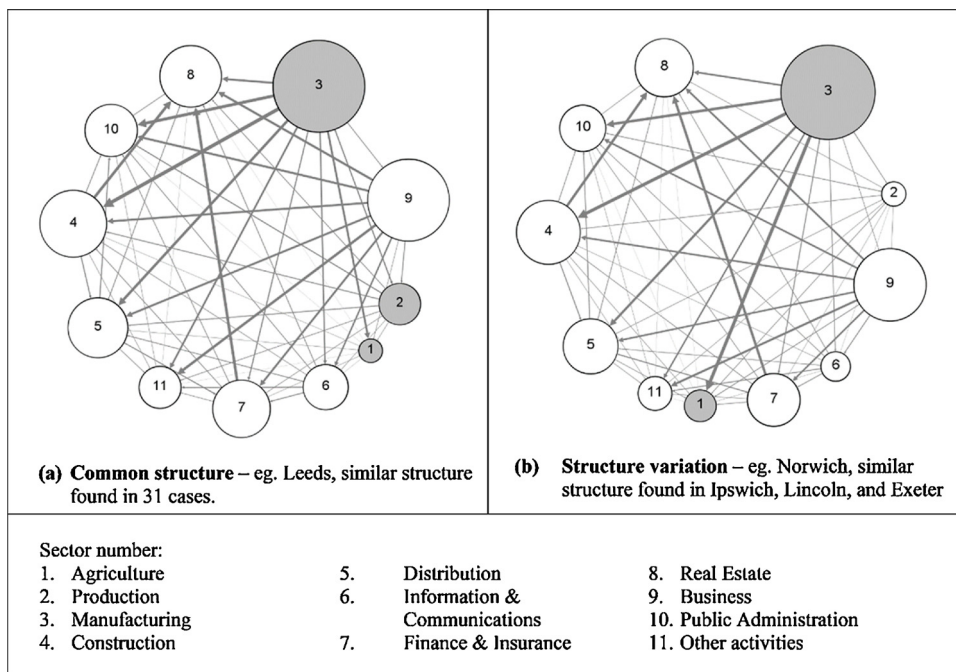 8
3
10
9
4
2
5
1
11
7
6
(a) Common structure – eg. Leeds, similar structure
found in 31 cases.
8
3
10
2
4
9
5
6
11
1
7
(b) Structure variation – eg. Norwich, similar
structure found in Ipswich, Lincoln, and Exeter
Sector number:
1. Agriculture
2. Production
3. Manufacturing
4. Construction
5. Distribution
6. Information &
Communications
7. Finance & Insurance
8. Real Estate
9. Business
10. Public Administration
11. Other activities